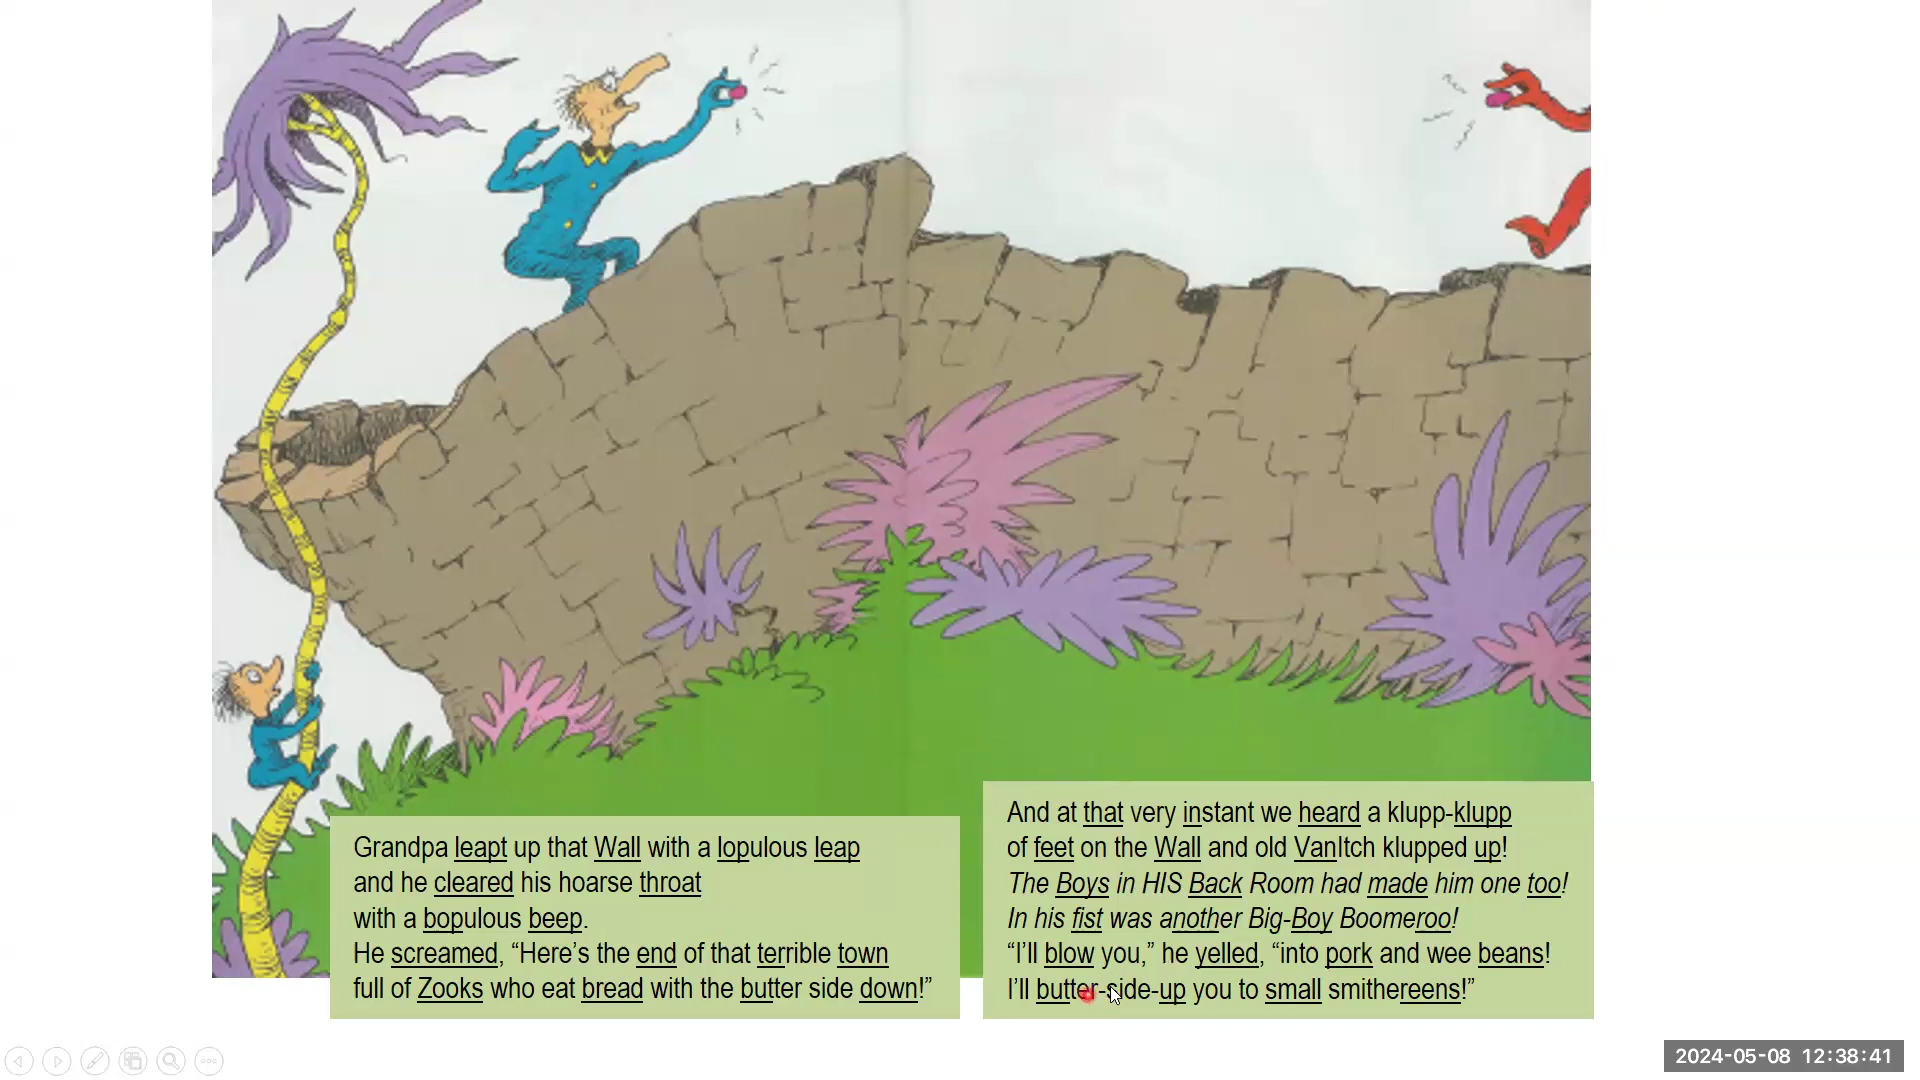 Grandpa leapt up that Wall with a lopulous leap
and he cleared his hoarse throat
with a bopulous beep.
He screamed, “Here’s the end of that terrible town
full of Zooks who eat bread with the butter side down!”
And at that very instant we heard a klupp-klupp
of feet on the Wall and old VanItch klupped up!
The Boys in HIS Back Room had made him one too!
In his fist was another Big-Boy Boomeroo!
“I’ll blow you,” he yelled, “into pork and wee beans!
I’ll butter-side-up you to small smithereens!”
2024-05-08 12:38:41